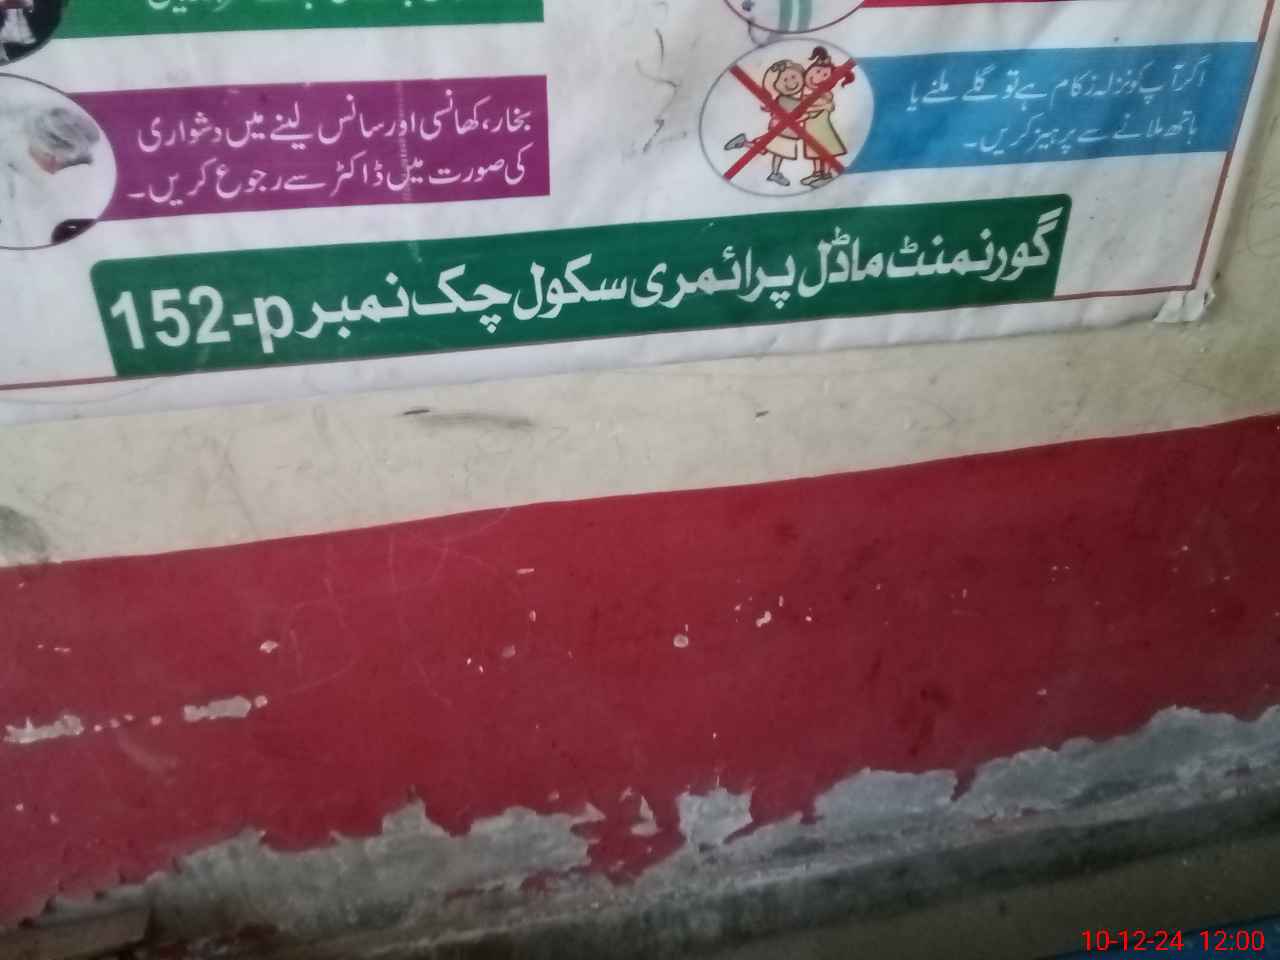 اگر آپ کو نزلہ زکام ہے تو گلے ملنے یا
ہاتھ ملانے سے پرہیز کریں۔
بخار، کھانسی اور سانس لینے میں دشواری
کی صورت میں ڈاکٹر سے رجوع کریں۔
گورنمنٹ ماڈل پرائمری سکول چک نمبر 152-p
10-12-24 12:00